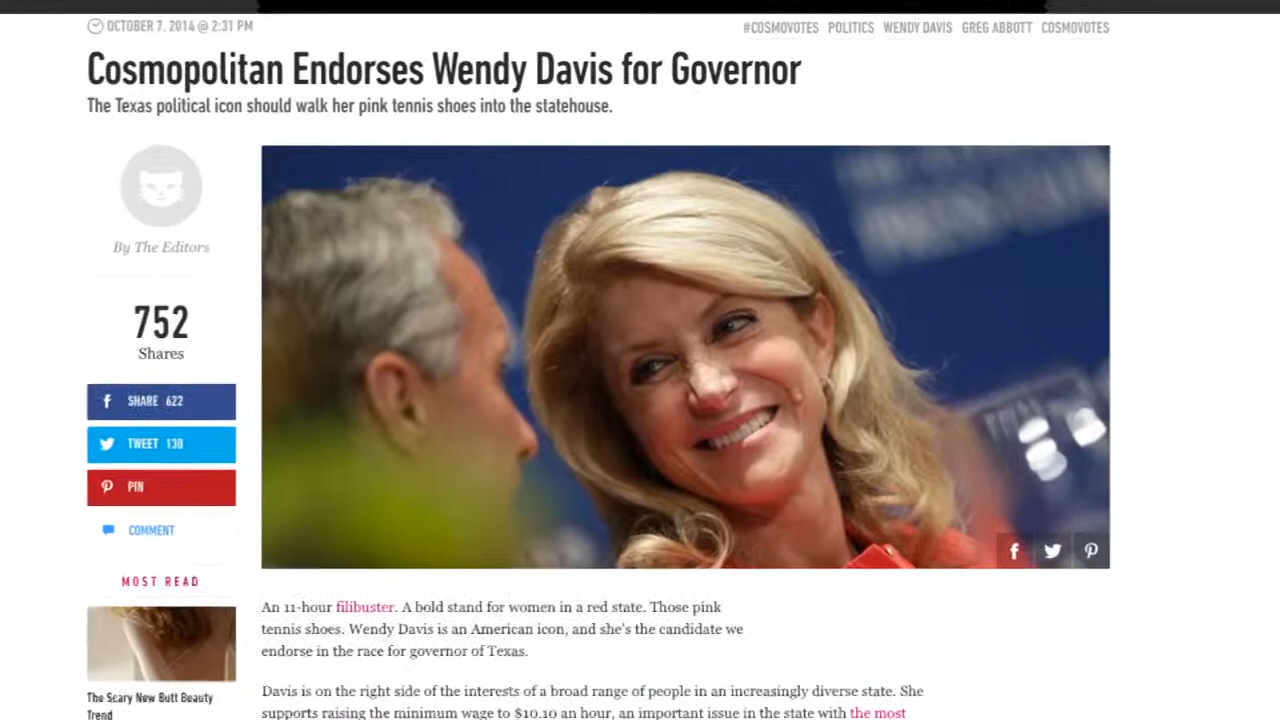 OCTOBER 7, 2014 @ 2:31 PM
#COSMOVOTES POLITICS WENDY DAVIS GREG ABBOTT COSMOVOTES
Cosmopolitan Endorses Wendy Davis for Governor
The Texas political icon should walk her pink tennis shoes into the statehouse.
By The Editors
752
Shares
SHARE 622
TWEET 130
PIN
COMMENT
MOST READ
The Scary New Butt Beauty
Trend
An 11-hour filibuster. A bold stand for women in a red state. Those pink
tennis shoes. Wendy Davis is an American icon, and she's the candidate we
endorse in the race for governor of Texas.
Davis is on the right side of the interests of a broad range of people in an increasingly diverse state. She
supports raising the minimum wage to $10.10 an hour, an important issue in the state with the most